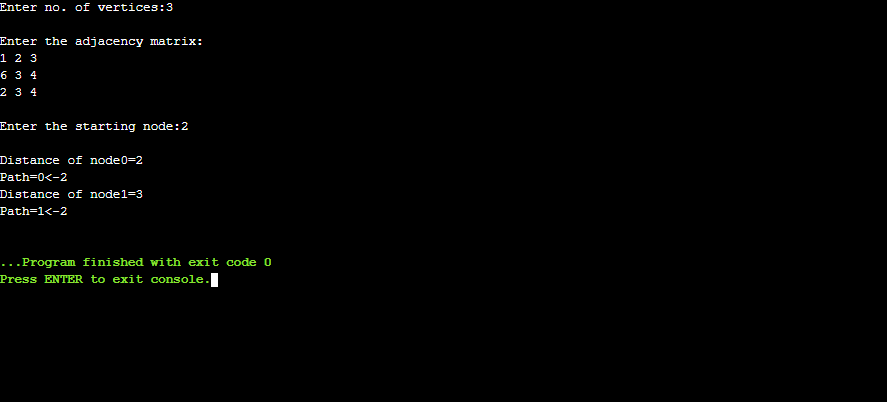 Enter no. of vertices:3
Enter the adjacency matrix:
1 2 3
6 3 4
2 3 4
Enter the starting node:2
Distance of node0=2
Path=0<-2
Distance of node1=3
Path=1<-2
...Program finished with exit code 0
Press ENTER to exit console.